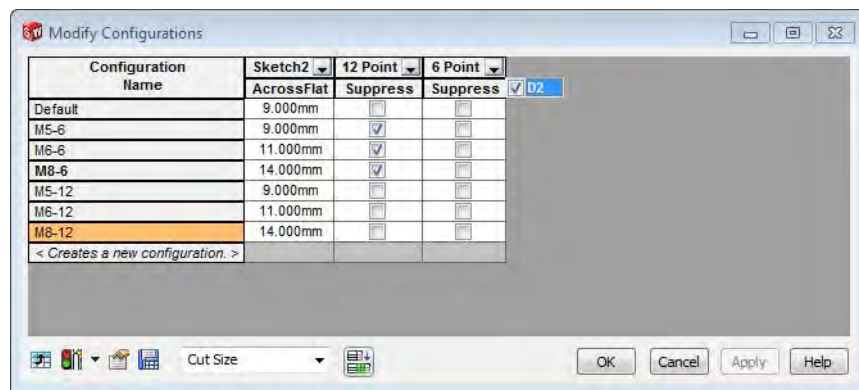 Modify Configurations
Configuration Name Sketch2 12 Point 6 Point
AcrossFlat Suppress Suppress D2
Default 9.000mm
M5-6 9.000mm
M6-6 11.000mm
M8-6 14.000mm
M5-12 9.000mm
M6-12 11.000mm
M8-12 14.000mm
< Creates a new configuration. >
Cut Size OK Cancel Apply Help